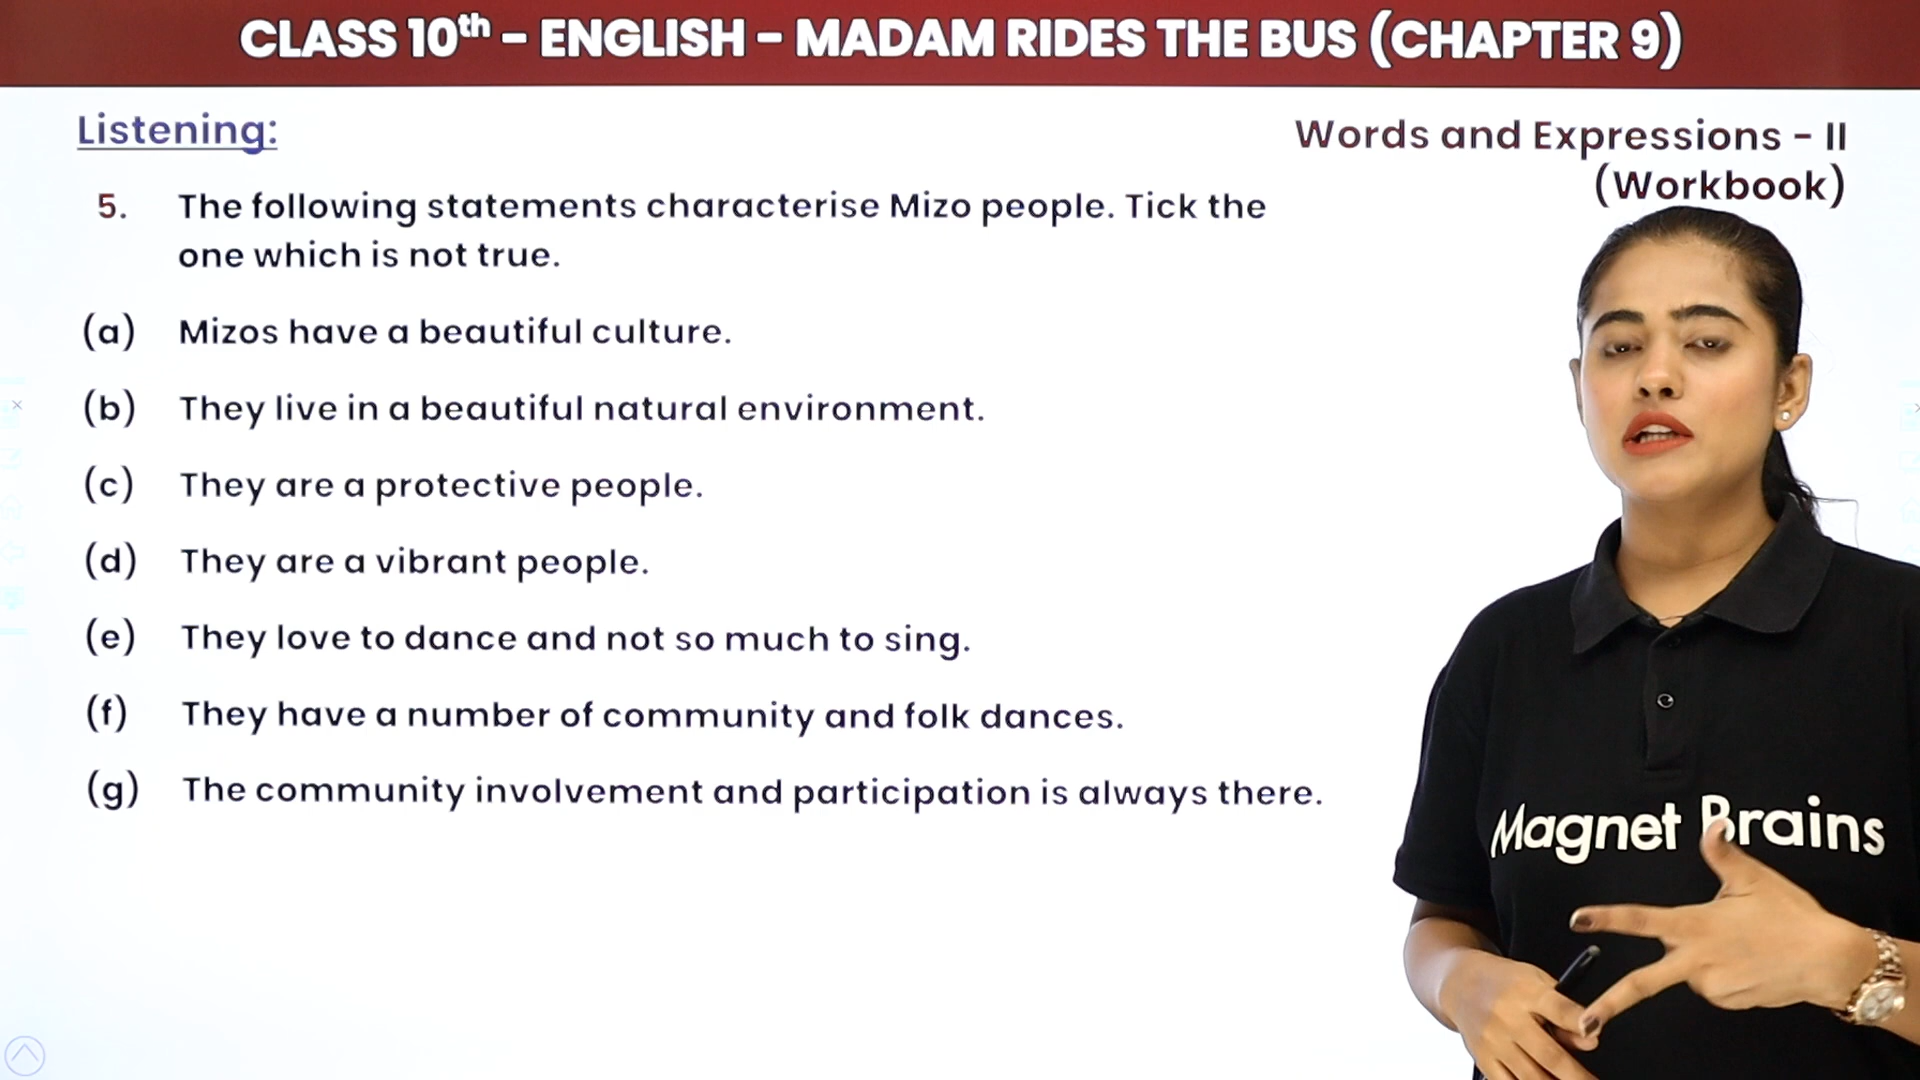 CLASS 10th - ENGLISH - MADAM RIDES THE BUS (CHAPTER 9)
Listening:
Words and Expressions - II
(Workbook)
5. The following statements characterise Mizo people. Tick the
one which is not true.
(a) Mizos have a beautiful culture.
(b) They live in a beautiful natural environment.
(c) They are a protective people.
(d) They are a vibrant people.
(e) They love to dance and not so much to sing.
(f) They have a number of community and folk dances.
(g) The community involvement and participation is always there.
Magnet Brains